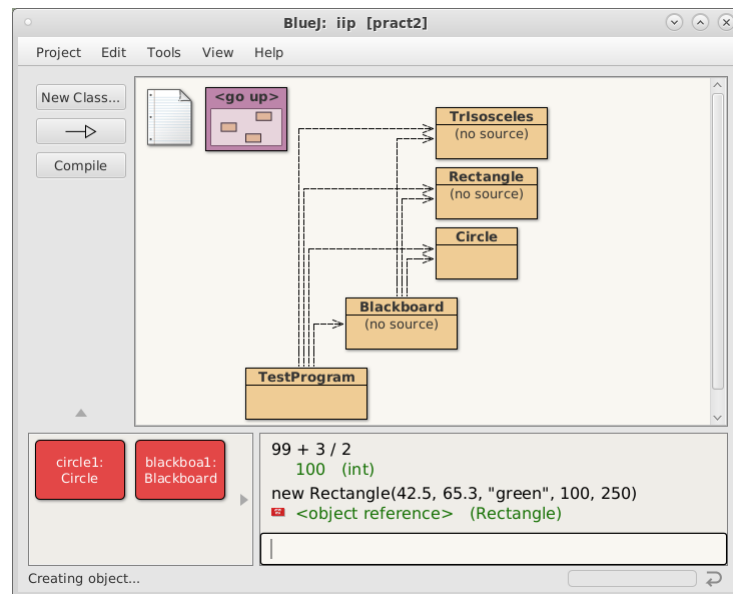 BlueJ: iip [pract2]
Project Edit Tools View Help
New Class...
Compile
<go up>
TrIsosceles
(no source)
Rectangle
(no source)
Circle
Blackboard
(no source)
TestProgram
circle1:
Circle
blackboa1:
Blackboard
99 + 3 / 2
100 (int)
new Rectangle(42.5, 65.3, "green", 100, 250)
<object reference> (Rectangle)
Creating object...